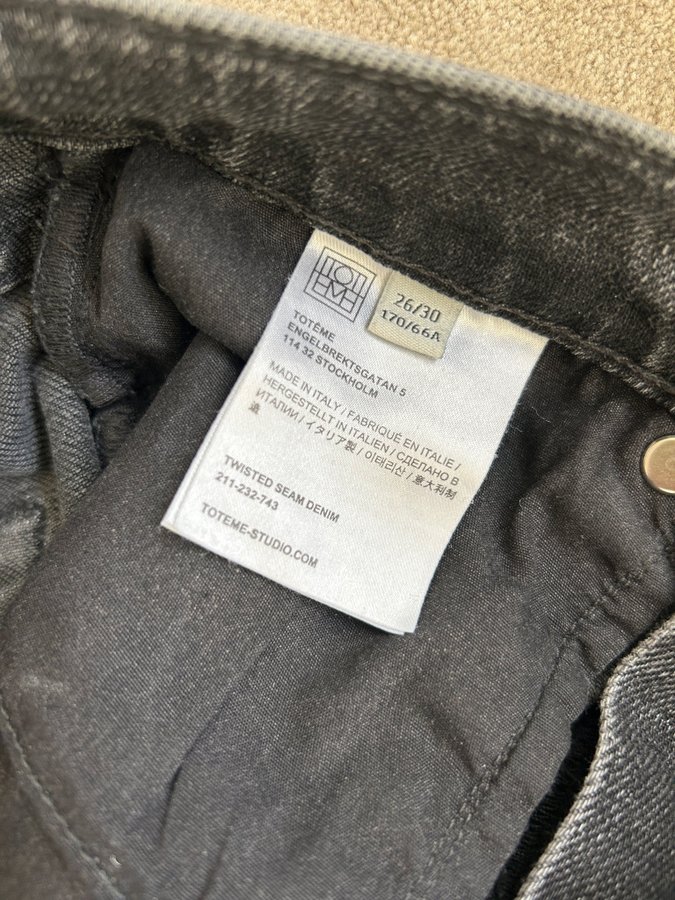 TOT
EME
26/30
170/66A
TOTÊME
ENGELBREKTSGATAN 5
114 32 STOCKHOLM
MADE IN ITALY / FABRIQUÉ EN ITALIE /
HERGESTELLT IN ITALIEN / СДЕЛАНО В
ИТАЛИИ / イタリア製 / 이태리산 / 意大利制
造
TWISTED SEAM DENIM
211-232-743
TOTEME-STUDIO.COM